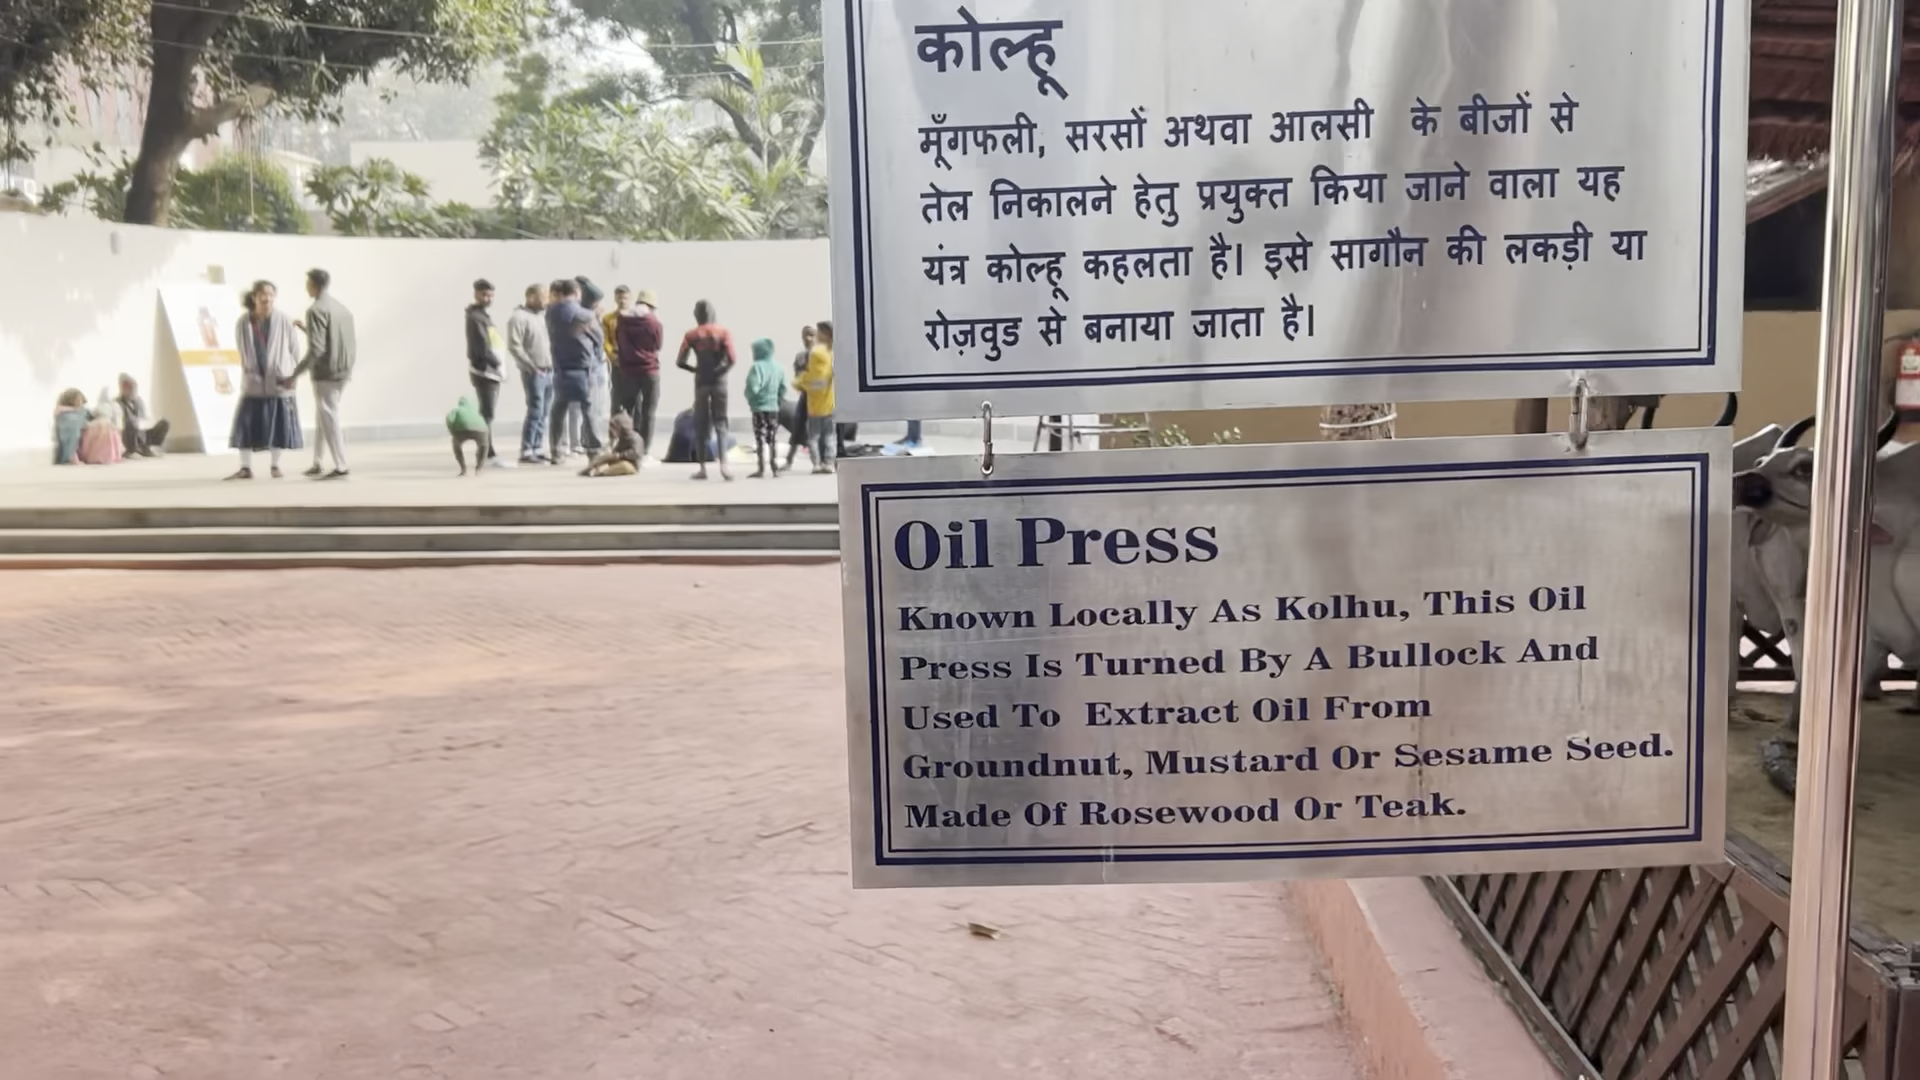 कोल्हू
मूँगफली, सरसों अथवा आलसी के बीजों से
तेल निकालने हेतु प्रयुक्त किया जाने वाला यह
यंत्र कोल्हू कहलता है। इसे सागौन की लकड़ी या
रोज़वुड से बनाया जाता है।
Oil Press
Known Locally As Kolhu, This Oil
Press Is Turned By A Bullock And
Used To Extract Oil From
Groundnut, Mustard Or Sesame Seed.
Made Of Rosewood Or Teak.